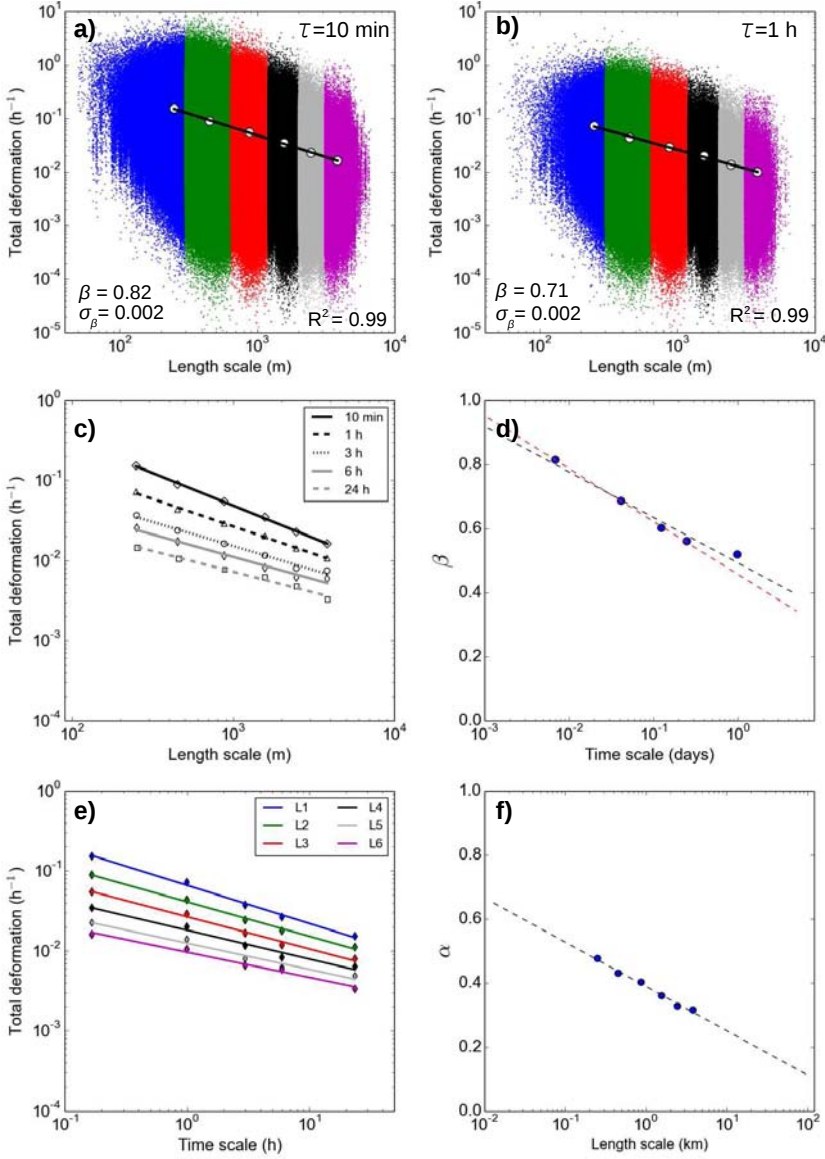 a)
τ=10 min
Total deformation (h⁻¹)
10¹
10⁰
10⁻¹
10⁻²
10⁻³
10⁻⁴
10⁻⁵
β = 0.82
σβ = 0.002
R² = 0.99
10² 10³ 10⁴
Length scale (m)
b)
τ=1 h
Total deformation (h⁻¹)
10¹
10⁰
10⁻¹
10⁻²
10⁻³
10⁻⁴
10⁻⁵
β = 0.71
σβ = 0.002
R² = 0.99
10² 10³ 10⁴
Length scale (m)
c)
Total deformation (h⁻¹)
10⁰
10⁻¹
10⁻²
10⁻³
10⁻⁴
10 min
1 h
3 h
6 h
24 h
10² 10³ 10⁴
Length scale (m)
d)
β
1.0
0.8
0.6
0.4
0.2
0.0
10⁻³ 10⁻² 10⁻¹ 10⁰
Time scale (days)
e)
Total deformation (h⁻¹)
10⁰
10⁻¹
10⁻²
10⁻³
10⁻⁴
L1 L4
L2 L5
L3 L6
10⁻¹ 10⁰ 10¹
Time scale (h)
f)
α
1.0
0.8
0.6
0.4
0.2
0.0
10⁻² 10⁻¹ 10⁰ 10¹ 10²
Length scale (km)